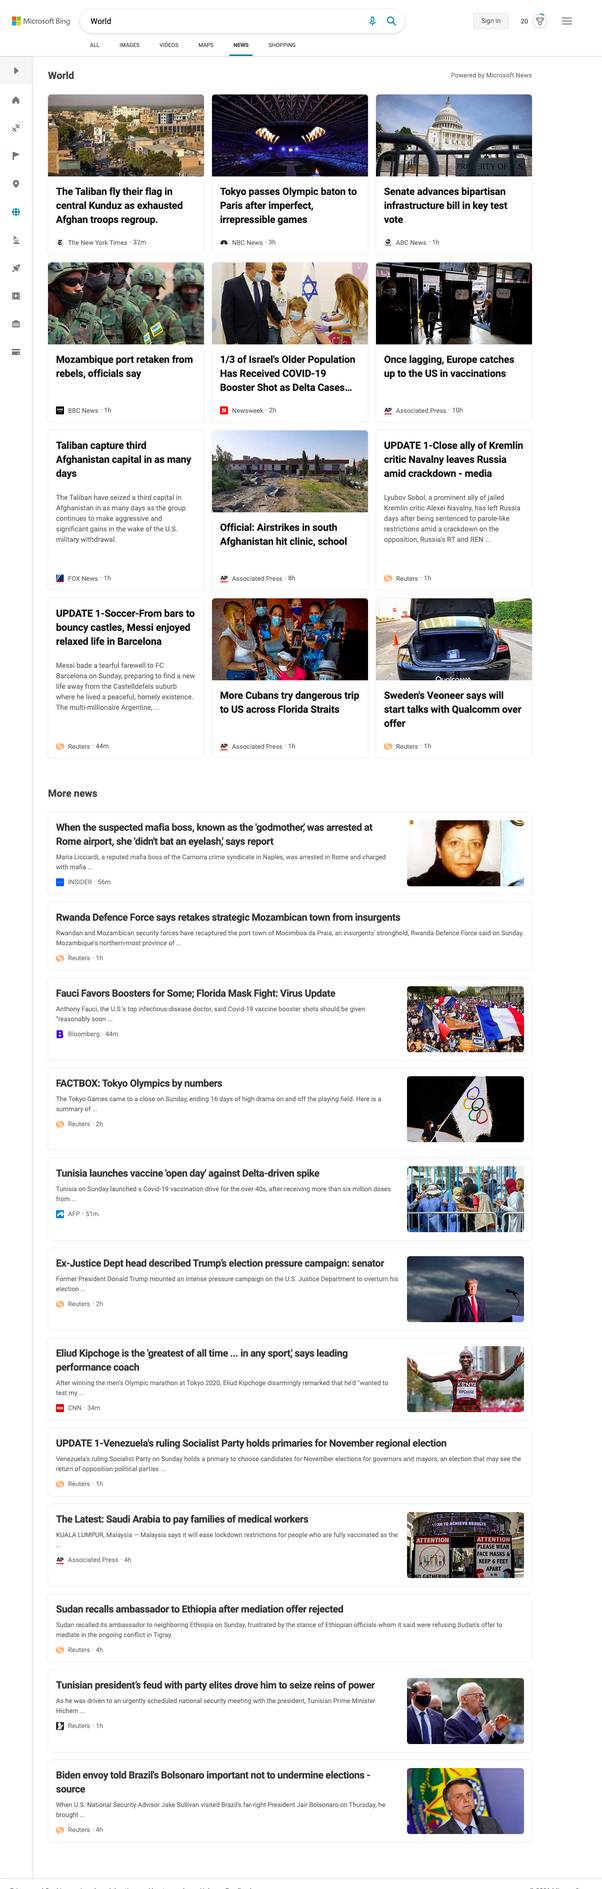 Microsoft Bing
World
Sign in
20
ALL IMAGES VIDEOS MAPS NEWS SHOPPING
World
Powered by Microsoft News
The Taliban fly their flag in
central Kunduz as exhausted
Afghan troops regroup.
The New York Times · 32m
Tokyo passes Olympic baton to
Paris after imperfect,
irrepressible games
NBC News · 3h
Senate advances bipartisan
infrastructure bill in key test
vote
ABC News · 1h
Mozambique port retaken from
rebels, officials say
BBC News · 1h
1/3 of Israel's Older Population
Has Received COVID-19
Booster Shot as Delta Cases...
Newsweek · 2h
Once lagging, Europe catches
up to the US in vaccinations
AP Associated Press · 10h
Taliban capture third
Afghanistan capital in as many
days
The Taliban have seized a third capital in
Afghanistan in as many days as the group
continues to make aggressive and
significant gains in the wake of the U.S.
military withdrawal.
FOX News · 1h
Official: Airstrikes in south
Afghanistan hit clinic, school
AP Associated Press · 8h
UPDATE 1-Close ally of Kremlin
critic Navalny leaves Russia
amid crackdown - media
Lyubov Sobol, a prominent ally of jailed
Kremlin critic Alexei Navalny, has left Russia
days after being sentenced to parole-like
restrictions amid a crackdown on the
opposition, Russia's RT and REN ...
Reuters · 1h
UPDATE 1-Soccer-From bars to
bouncy castles, Messi enjoyed
relaxed life in Barcelona
Messi bade a tearful farewell to FC
Barcelona on Sunday, preparing to find a new
life away from the Castelldefels suburb
where he lived a peaceful, homely existence.
The multi-millionaire Argentine, ...
Reuters · 44m
More Cubans try dangerous trip
to US across Florida Straits
AP Associated Press · 1h
Qualcomm
Sweden's Veoneer says will
start talks with Qualcomm over
offer
Reuters · 1h
More news
When the suspected mafia boss, known as the 'godmother,' was arrested at
Rome airport, she 'didn't bat an eyelash,' says report
Maria Licciardi, a reputed mafia boss of the Camorra crime syndicate in Naples, was arrested in Rome and charged
with mafia ...
INSIDER · 56m
Rwanda Defence Force says retakes strategic Mozambican town from insurgents
Rwandan and Mozambican security forces have recaptured the port town of Mocimboa da Praia, an insurgents' stronghold, Rwanda Defence Force said on Sunday.
Mozambique's northern-most province of ...
Reuters · 1h
Fauci Favors Boosters for Some; Florida Mask Fight: Virus Update
Anthony Fauci, the U.S.'s top infectious-disease doctor, said Covid-19 vaccine booster shots should be given
"reasonably soon ...
B Bloomberg · 44m
FACTBOX: Tokyo Olympics by numbers
The Tokyo Games came to a close on Sunday, ending 16 days of high drama on and off the playing field. Here is a
summary of ...
Reuters · 2h
Tunisia launches vaccine 'open day' against Delta-driven spike
Tunisia on Sunday launched a Covid-19 vaccination drive for the over-40s, after receiving more than six million doses
from ...
AFP · 51m
Ex-Justice Dept head described Trump's election pressure campaign: senator
Former President Donald Trump mounted an intense pressure campaign on the U.S. Justice Department to overturn his
election ...
Reuters · 2h
Eliud Kipchoge is the 'greatest of all time ... in any sport,' says leading
performance coach
After winning the men's Olympic marathon at Tokyo 2020, Eliud Kipchoge disarmingly remarked that he'd "wanted to
test my ...
CNN · 34m
UPDATE 1-Venezuela's ruling Socialist Party holds primaries for November regional election
Venezuela's ruling Socialist Party on Sunday holds a primary to choose candidates for November elections for governors and mayors, an election that may see the
return of opposition political parties ...
Reuters · 1h
The Latest: Saudi Arabia to pay families of medical workers
KUALA LUMPUR, Malaysia — Malaysia says it will ease lockdown restrictions for people who are fully vaccinated as the
...
AP Associated Press · 4h
ATTENTION
ATTENTION
PLEASE WEAR
FACE MASKS &
KEEP 6 FEET
APART
Sudan recalls ambassador to Ethiopia after mediation offer rejected
Sudan recalled its ambassador to neighboring Ethiopia on Sunday, frustrated by the stance of Ethiopian officials whom it said were refusing Sudan's offer to
mediate in the ongoing conflict in Tigray.
Reuters · 4h
Tunisian president's feud with party elites drove him to seize reins of power
As he was driven to an urgently scheduled national security meeting with the president, Tunisian Prime Minister
Hichem ...
Reuters · 1h
Biden envoy told Brazil's Bolsonaro important not to undermine elections -
source
When U.S. National Security Advisor Jake Sullivan visited Brazil's far-right President Jair Bolsonaro on Thursday, he
brought ...
Reuters · 4h